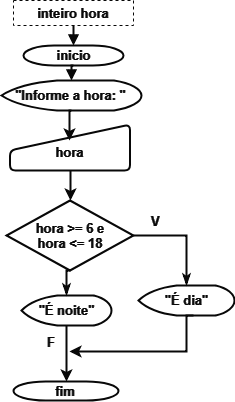 inteiro hora
inicio
"Informe a hora: "
hora
hora >= 6 e
hora <= 18
V
"É noite"
"É dia"
F
fim